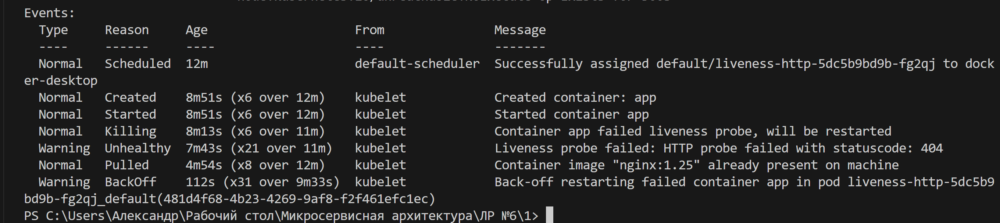 Events:
Type Reason Age From Message
---- ------ ---- ---- -------
Normal Scheduled 12m default-scheduler Successfully assigned default/liveness-http-5dc5b9bd9b-fg2qj to dock
er-desktop
Normal Created 8m51s (x6 over 12m) kubelet Created container: app
Normal Started 8m51s (x6 over 12m) kubelet Started container app
Normal Killing 8m13s (x6 over 11m) kubelet Container app failed liveness probe, will be restarted
Warning Unhealthy 7m43s (x21 over 11m) kubelet Liveness probe failed: HTTP probe failed with statuscode: 404
Normal Pulled 4m54s (x8 over 12m) kubelet Container image "nginx:1.25" already present on machine
Warning BackOff 112s (x31 over 9m33s) kubelet Back-off restarting failed container app in pod liveness-http-5dc5b9
bd9b-fg2qj_default(481d4f68-4b23-4269-9af8-f2f461efc1ec)
PS C:\Users\Александр\Рабочий стол\Микросервисная архитектура\ЛР №6\1>